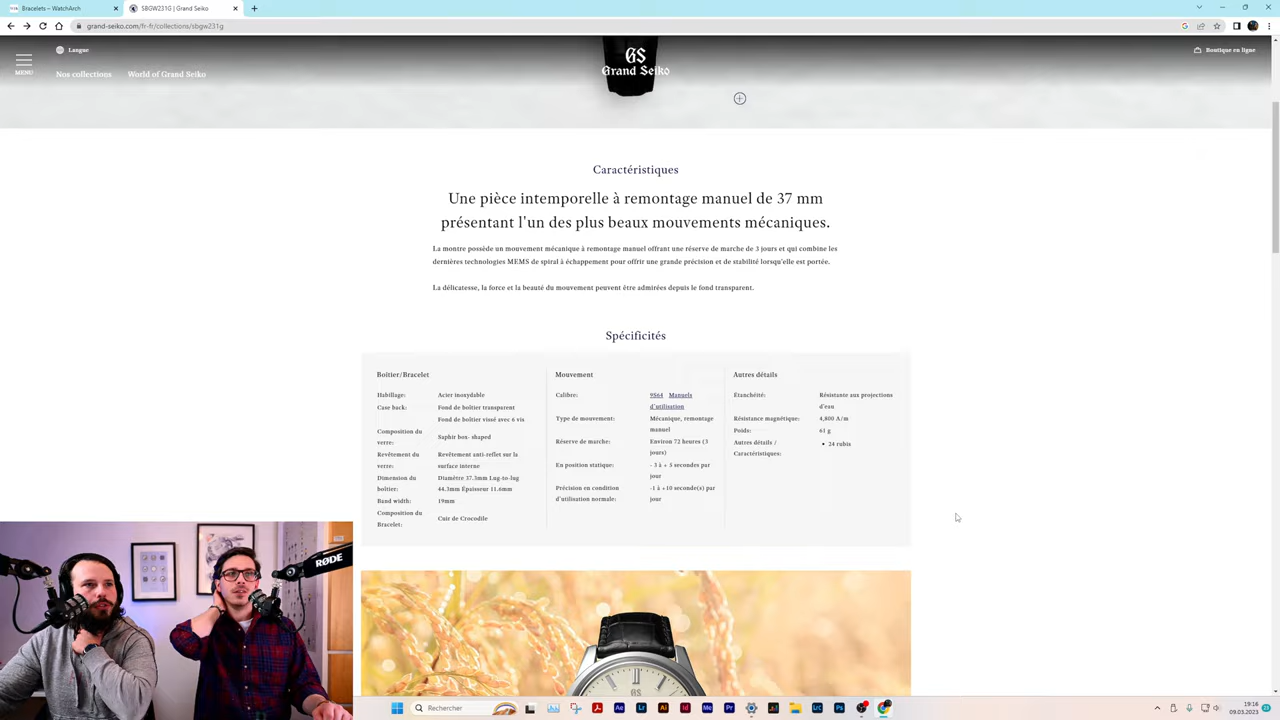 Bracelets – WatchArch
SBGW231G | Grand Seiko
grand-seiko.com/fr-fr/collections/sbgw231g
Langue
MENU
Nos collections
World of Grand Seiko
GS
Grand Seiko
Boutique en ligne
Caractéristiques
Une pièce intemporelle à remontage manuel de 37 mm
présentant l'un des plus beaux mouvements mécaniques.
La montre possède un mouvement mécanique à remontage manuel offrant une réserve de marche de 3 jours et qui combine les
dernières technologies MEMS de spiral à échappement pour offrir une grande précision et de stabilité lorsqu'elle est portée.
La délicatesse, la force et la beauté du mouvement peuvent être admirées depuis le fond transparent.
Spécificités
Boîtier/Bracelet
Habillage: Acier inoxydable
Case back: Fond de boîtier transparent
Fond de boîtier vissé avec 6 vis
Composition du
verre: Saphir box- shaped
Revêtement du
verre: Revêtement anti-reflet sur la
surface interne
Dimension du
boîtier: Diamètre 37.3mm Lug-to-lug
44.3mm Épaisseur 11.6mm
Band width: 19mm
Composition du
Bracelet: Cuir de Crocodile
Mouvement
Calibre: 9S64 Manuels
d'utilisation
Type de mouvement: Mécanique, remontage
manuel
Réserve de marche: Environ 72 heures (3
jours)
En position statique: - 3 à + 5 secondes par
jour
Précision en condition
d'utilisation normale: -1 à +10 seconde(s) par
jour
Autres détails
Étanchéité: Résistante aux projections
d'eau
Résistance magnétique: 4,800 A/m
Poids: 61 g
Autres détails /
Caractéristiques: • 24 rubis
RØDE
GS
Rechercher
19:16
09.03.2023